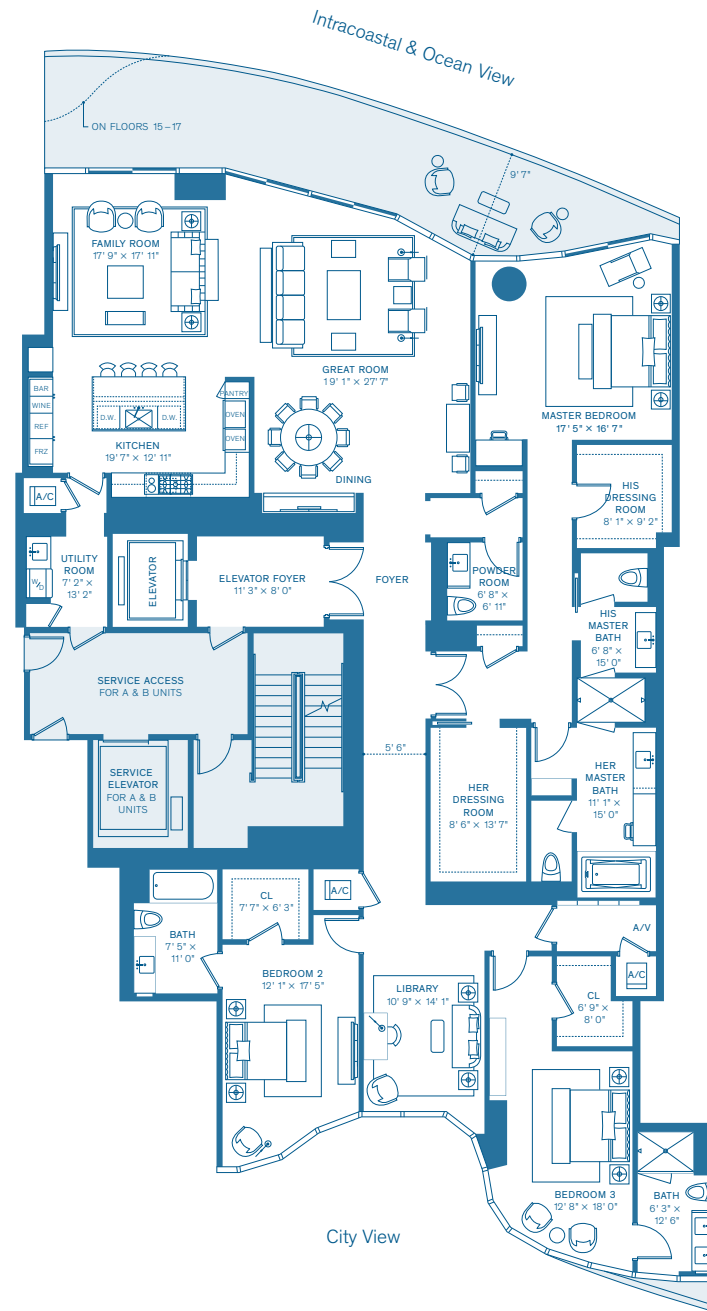 Intracoastal & Ocean View
ON FLOORS 15–17
9' 7"
FAMILY ROOM
17' 9" × 17' 11"
GREAT ROOM
19' 1" × 27' 7"
MASTER BEDROOM
17' 5" × 16' 7"
BAR
WINE
REF
FRZ
D.W.
D.W.
PANTRY
OVEN
OVEN
KITCHEN
19' 7" × 12' 11"
DINING
HIS
DRESSING
ROOM
8' 1" × 9' 2"
A/C
UTILITY
ROOM
7' 2" ×
13' 2"
W/D
ELEVATOR
ELEVATOR FOYER
11' 3" × 8' 0"
FOYER
POWDER
ROOM
6' 8" ×
6' 11"
HIS
MASTER
BATH
6' 8" ×
15' 0"
SERVICE ACCESS
FOR A & B UNITS
5' 6"
SERVICE
ELEVATOR
FOR A & B
UNITS
HER
DRESSING
ROOM
8' 6" × 13' 7"
HER
MASTER
BATH
11' 1" ×
15' 0"
CL
7' 7" × 6' 3"
A/C
A/V
BATH
7' 5" ×
11' 0"
BEDROOM 2
12' 1" × 17' 5"
LIBRARY
10' 9" × 14' 1"
A/C
CL
6' 9" ×
8' 0"
BEDROOM 3
12' 8" × 18' 0"
BATH
6' 3" ×
12' 6"
City View